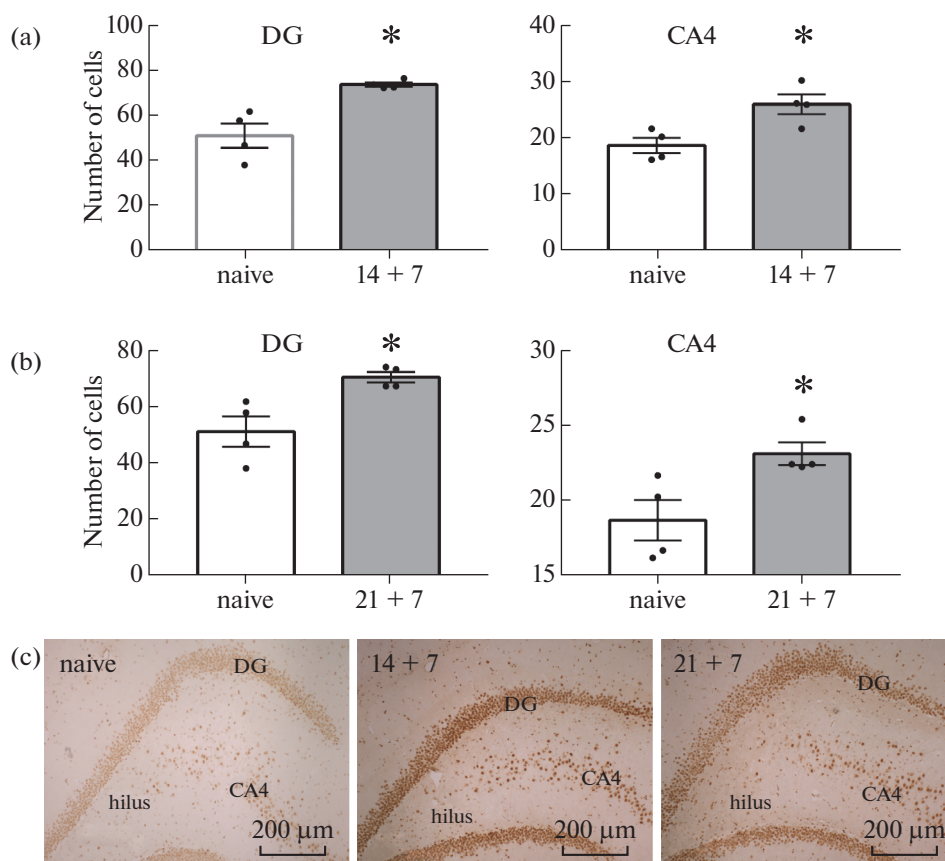 (a)
DG
*
CA4
*
Number of cells
100
80
60
40
20
0
naive
14 + 7
40
30
20
10
0
naive
14 + 7
(b)
DG
*
CA4
*
Number of cells
80
60
40
20
0
naive
21 + 7
30
25
20
15
naive
21 + 7
(c)
naive
DG
CA4
hilus
200 µm
14 + 7
DG
CA4
hilus
200 µm
21 + 7
DG
CA4
hilus
200 µm